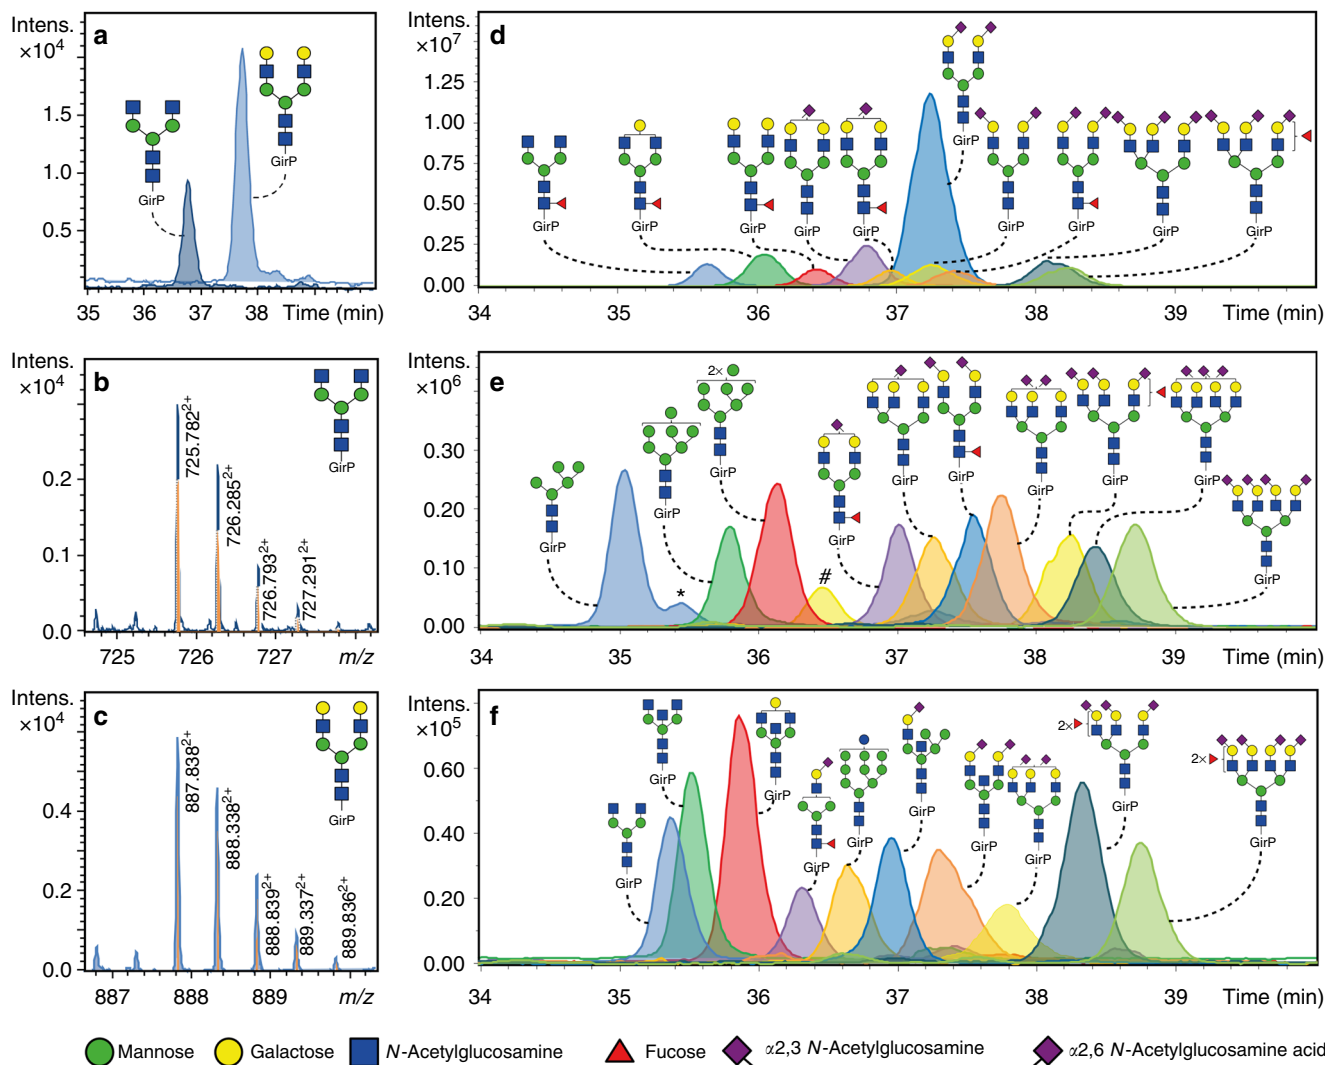 Intens.
×10⁴
a
1.5
1.0
0.5
GirP
GirP
35 36 37 38 Time (min)
Intens.
×10⁷
d
1.25
1.00
0.75
0.50
0.25
0.00
GirP
GirP GirP GirP GirP GirP GirP GirP GirP GirP
34 35 36 37 38 39 Time (min)
Intens.
×10⁴
b
0.2
0.1
0.0
725.782²⁺
726.285²⁺
726.793²⁺
727.291²⁺
GirP
725 726 727 m/z
Intens.
×10⁶
e
0.30
0.20
0.10
0.00
2×
GirP
GirP
GirP
*
#
GirP
GirP
GirP
GirP
GirP
GirP
GirP
34 35 36 37 38 39 Time (min)
Intens.
×10⁴
c
0.4
0.2
0.0
887.838²⁺
888.338²⁺
888.839²⁺
889.337²⁺
889.836²⁺
GirP
887 888 889 m/z
Intens.
×10⁵
f
0.60
0.40
0.20
0.00
GirP
GirP
GirP
GirP
GirP
GirP
GirP
GirP
2×
GirP
2×
GirP
34 35 36 37 38 39 Time (min)
Mannose Galactose N-Acetylglucosamine Fucose α2,3 N-Acetylglucosamine α2,6 N-Acetylglucosamine acid